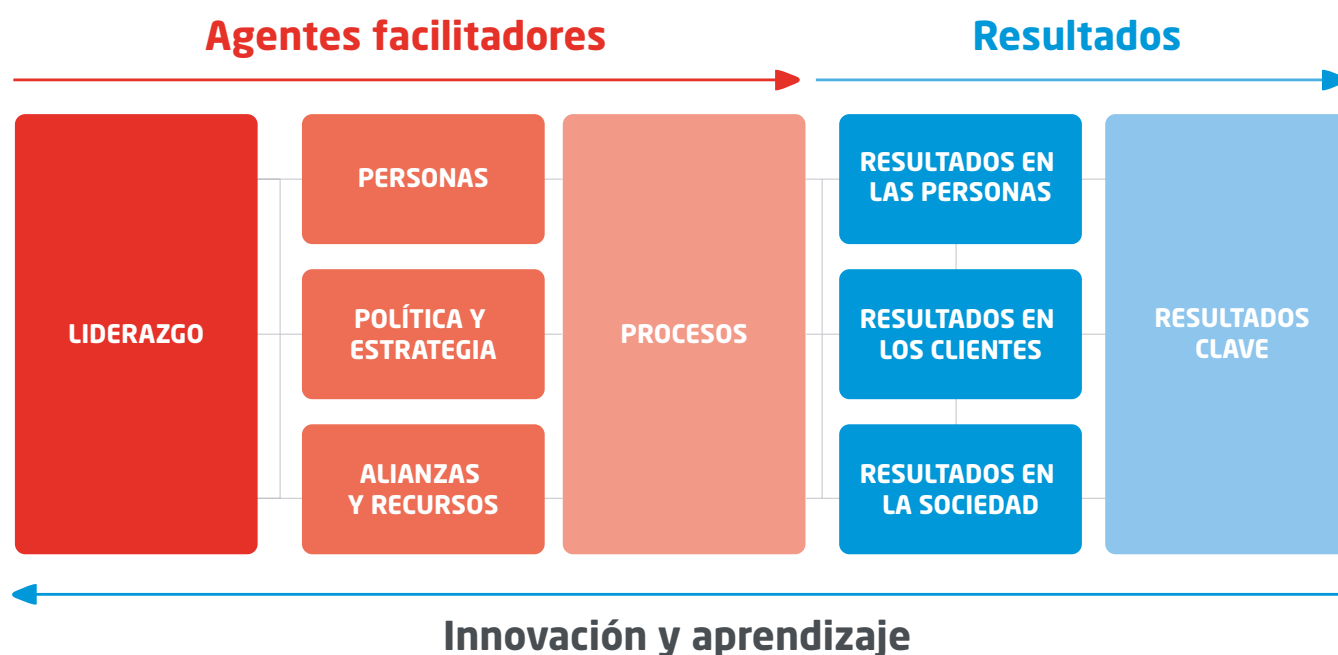 Agentes facilitadores
Resultados
LIDERAZGO
PERSONAS
POLÍTICA Y
ESTRATEGIA
ALIANZAS
Y RECURSOS
PROCESOS
RESULTADOS EN
LAS PERSONAS
RESULTADOS EN
LOS CLIENTES
RESULTADOS EN
LA SOCIEDAD
RESULTADOS
CLAVE
Innovación y aprendizaje